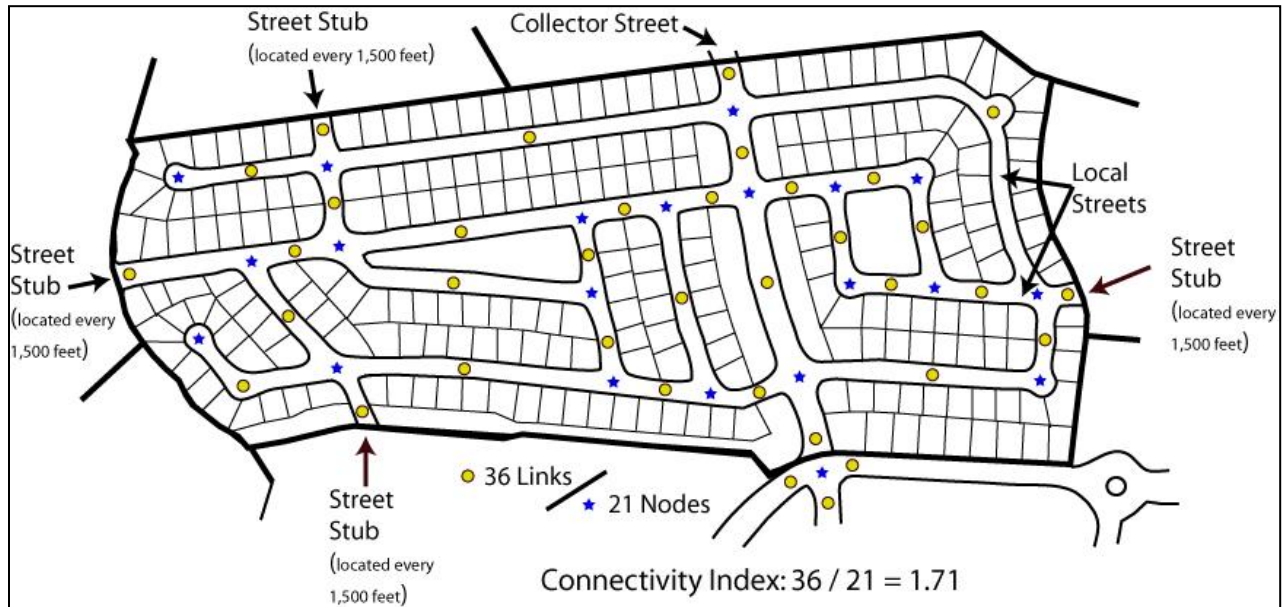 Street Stub
(located every 1,500 feet)
Collector Street
Local
Streets
Street
Stub
(located every
1,500 feet)
Street
Stub
(located every
1,500 feet)
36 Links
21 Nodes
Street
Stub
(located every
1,500 feet)
Connectivity Index: 36 / 21 = 1.71